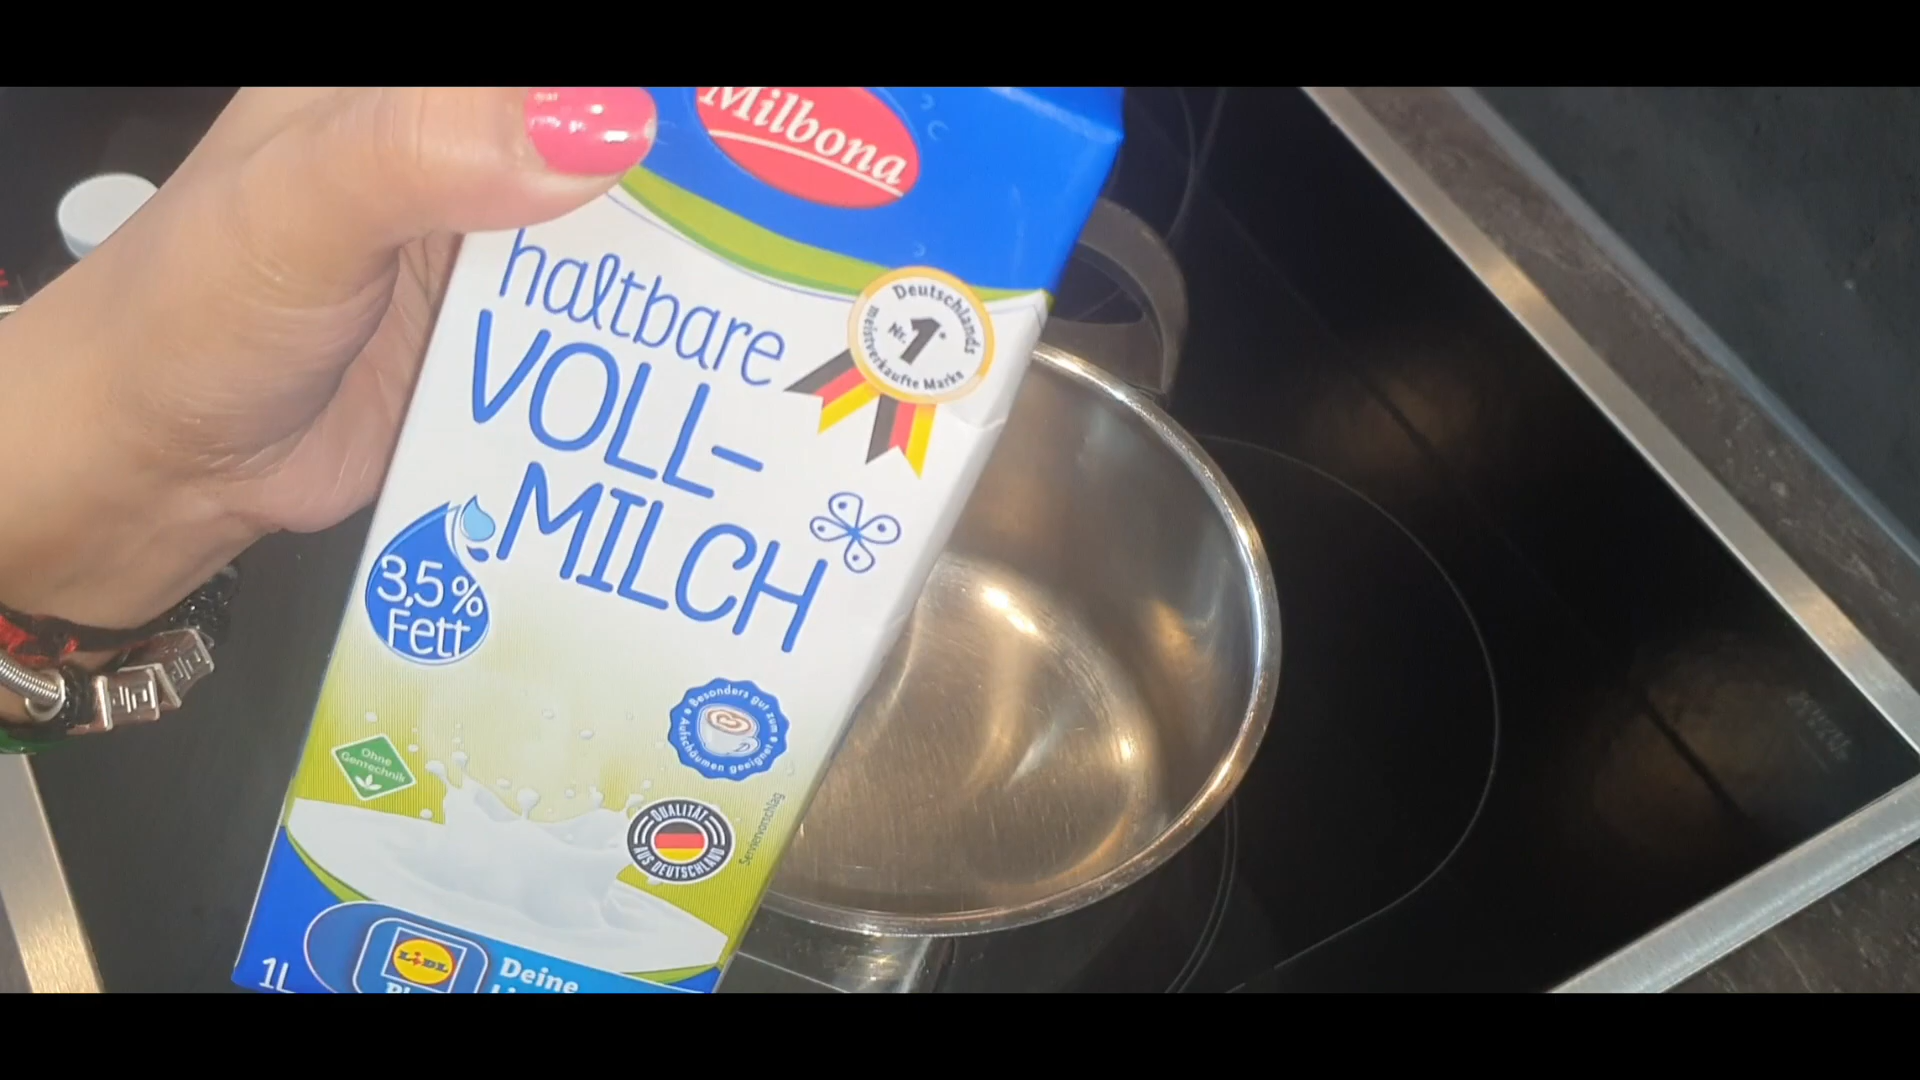 Milbona
haltbare
VOLL-
MILCH
Deutschlands
Nr. 1*
meistverkaufte Marke
3,5%
Fett
Besonders gut zum
Aufschäumen geeignet
Ohne
Gentechnik
QUALITÄT
AUS DEUTSCHLAND
Serviervorschlag
1L
LIDL
Deine